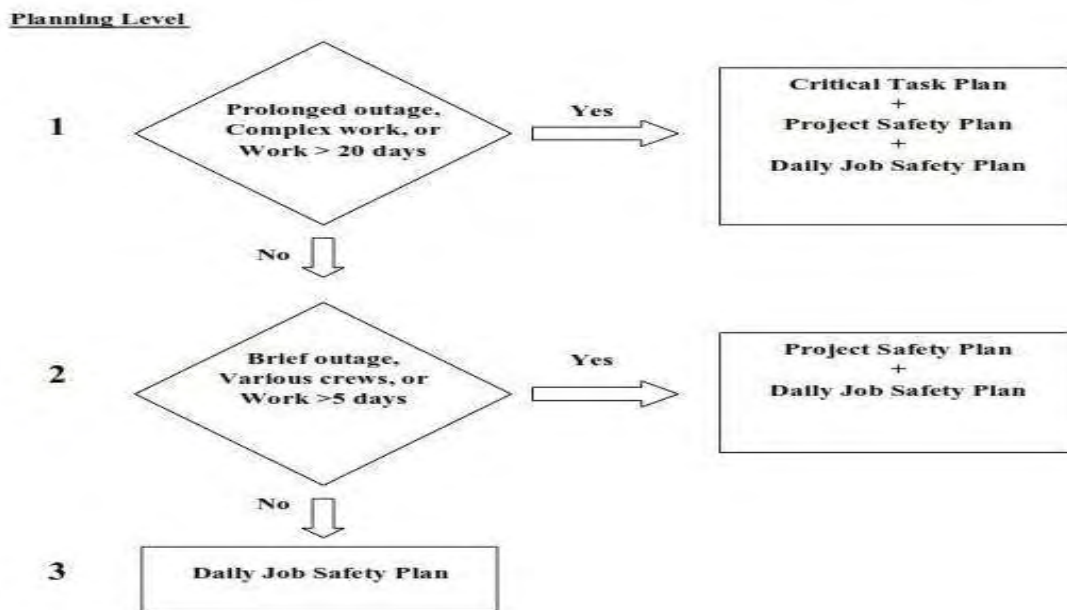 Planning Level
1
Prolonged outage,
Complex work, or
Work > 20 days
Yes
Critical Task Plan
+
Project Safety Plan
+
Daily Job Safety Plan
No
2
Brief outage,
Various crews, or
Work >5 days
Yes
Project Safety Plan
+
Daily Job Safety Plan
No
3
Daily Job Safety Plan